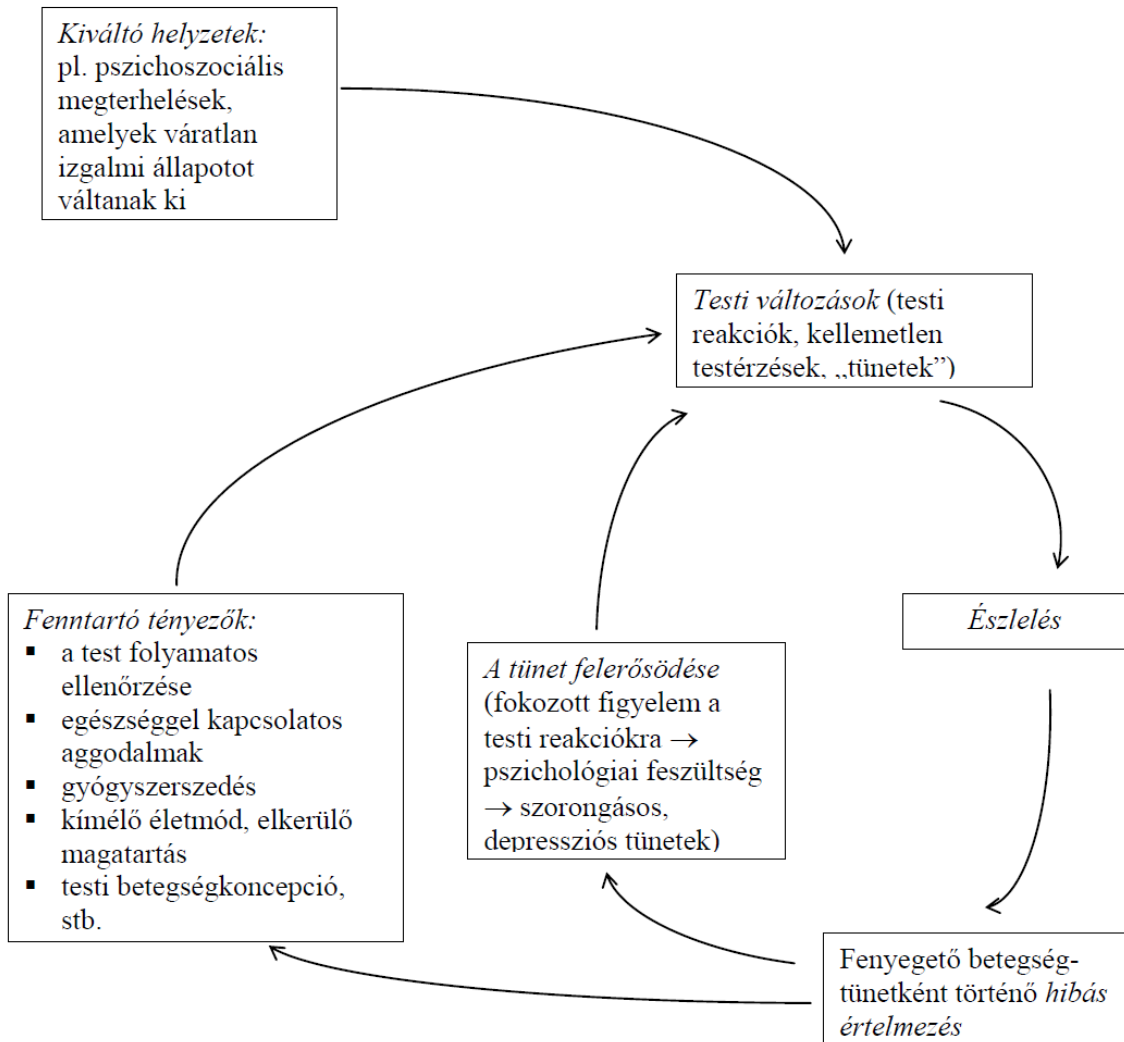 Kiváltó helyzetek:
pl. pszichoszociális
megterhelések,
amelyek váratlan
izgalmi állapotot
váltanak ki
Testi változások (testi
reakciók, kellemetlen
testérzések, „tünetek”)
Észlelés
Fenntartó tényezők:
▪ a test folyamatos
ellenőrzése
▪ egészséggel kapcsolatos
aggodalmak
▪ gyógyszerszedés
▪ kímélő életmód, elkerülő
magatartás
▪ testi betegségkoncepció,
stb.
A tünet felerősödése
(fokozott figyelem a
testi reakciókra →
pszichológiai feszültség
→ szorongásos,
depressziós tünetek)
Fenyegető betegség-
tünetként történő hibás
értelmezés